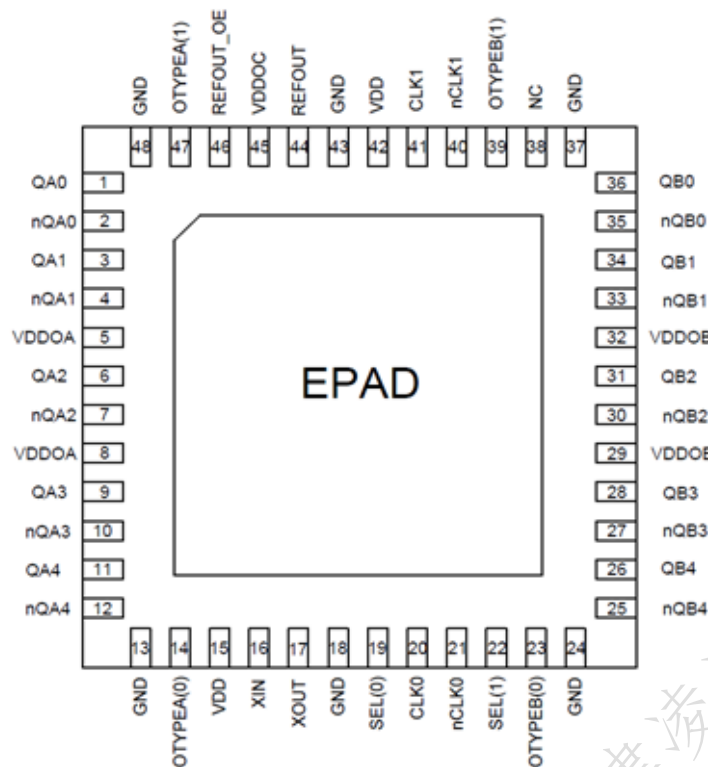 GND OTYPEA(1) REFOUT_OE VDDOC REFOUT GND VDD CLK1 nCLK1 OTYPEB(1) NC GND
48 47 46 45 44 43 42 41 40 39 38 37
QA0 1 36 QB0
nQA0 2 35 nQB0
QA1 3 34 QB1
nQA1 4 33 nQB1
VDDOA 5 32 VDDOB
QA2 6 31 QB2
EPAD
nQA2 7 30 nQB2
VDDOA 8 29 VDDOB
QA3 9 28 QB3
nQA3 10 27 nQB3
QA4 11 26 QB4
nQA4 12 25 nQB4
13 14 15 16 17 18 19 20 21 22 23 24
GND OTYPEA(0) VDD XIN XOUT GND SEL(0) CLK0 nCLK0 SEL(1) OTYPEB(0) GND